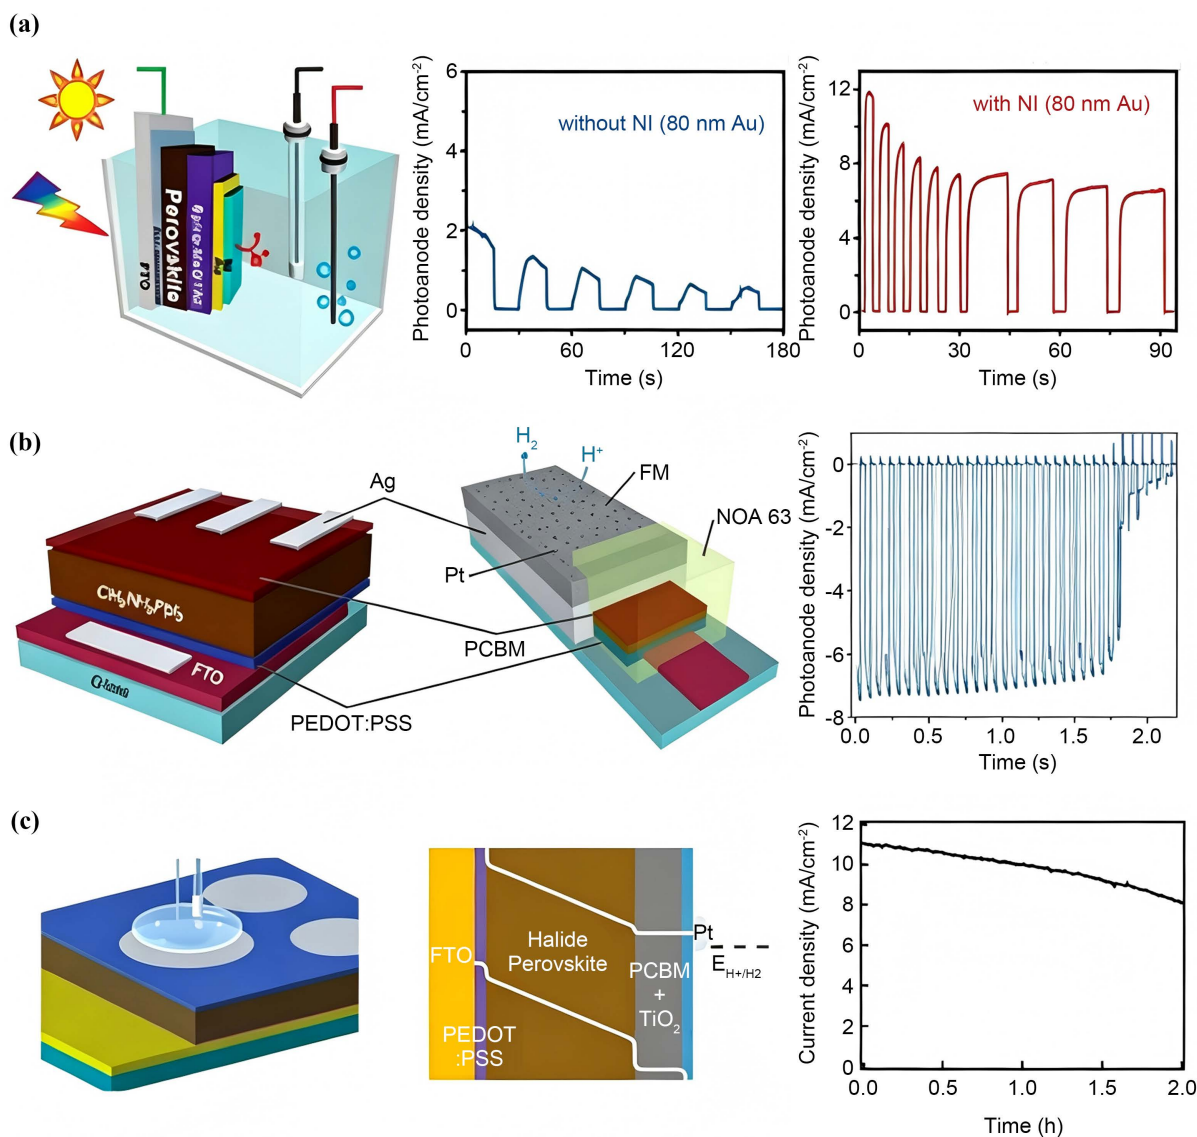 (a)
FTO
Perovskite
Photoanode density (mA/cm-2)
6
4
2
0
without NI (80 nm Au)
0
60
120
180
Time (s)
Photoanode density (mA/cm-2)
12
8
4
0
with NI (80 nm Au)
0
30
60
90
Time (s)
(b)
Ag
FTO
PCBM
PEDOT:PSS
H2
H+
FM
NOA 63
Pt
Photoanode density (mA/cm-2)
0
-2
-4
-6
-8
0.0
0.5
1.0
1.5
2.0
Time (s)
(c)
FTO
PEDOT
:PSS
Halide
Perovskite
PCBM
+
TiO2
Pt
EH+/H2
Current density (mA/cm-2)
12
10
8
6
4
2
0
0.0
0.5
1.0
1.5
2.0
Time (h)